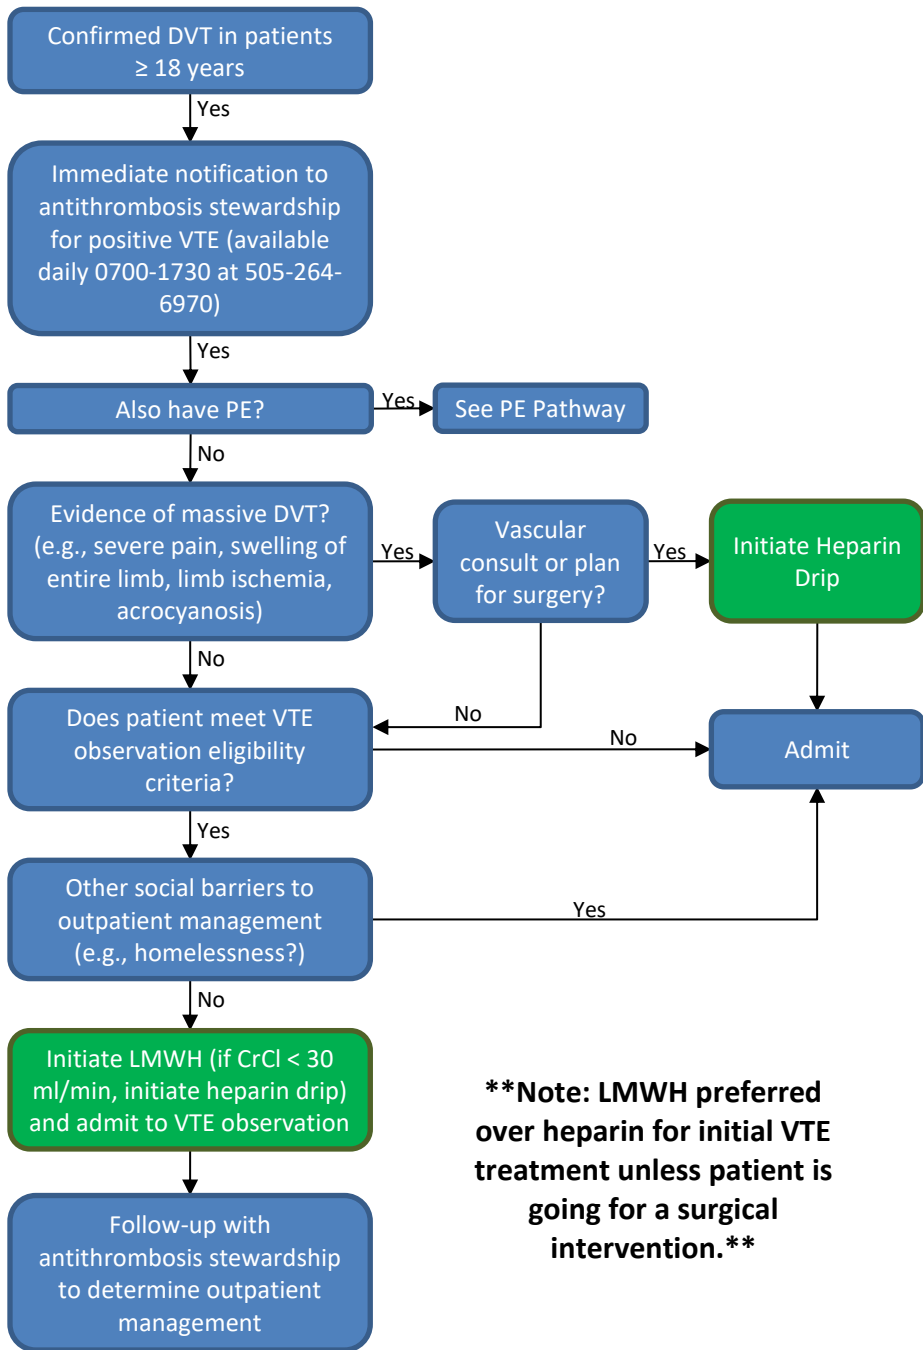 Confirmed DVT in patients
≥ 18 years
Yes
Immediate notification to
antithrombosis stewardship
for positive VTE (available
daily 0700-1730 at 505-264-
6970)
Yes
Also have PE?
Yes
See PE Pathway
No
Evidence of massive DVT?
(e.g., severe pain, swelling of
entire limb, limb ischemia,
acrocyanosis)
Yes
Vascular
consult or plan
for surgery?
Yes
Initiate Heparin
Drip
No
No
Does patient meet VTE
observation eligibility
criteria?
No
Admit
Yes
Other social barriers to
outpatient management
(e.g., homelessness?)
Yes
No
Initiate LMWH (if CrCl < 30
ml/min, initiate heparin drip)
and admit to VTE observation
Follow-up with
antithrombosis stewardship
to determine outpatient
management
**Note: LMWH preferred
over heparin for initial VTE
treatment unless patient is
going for a surgical
intervention.**